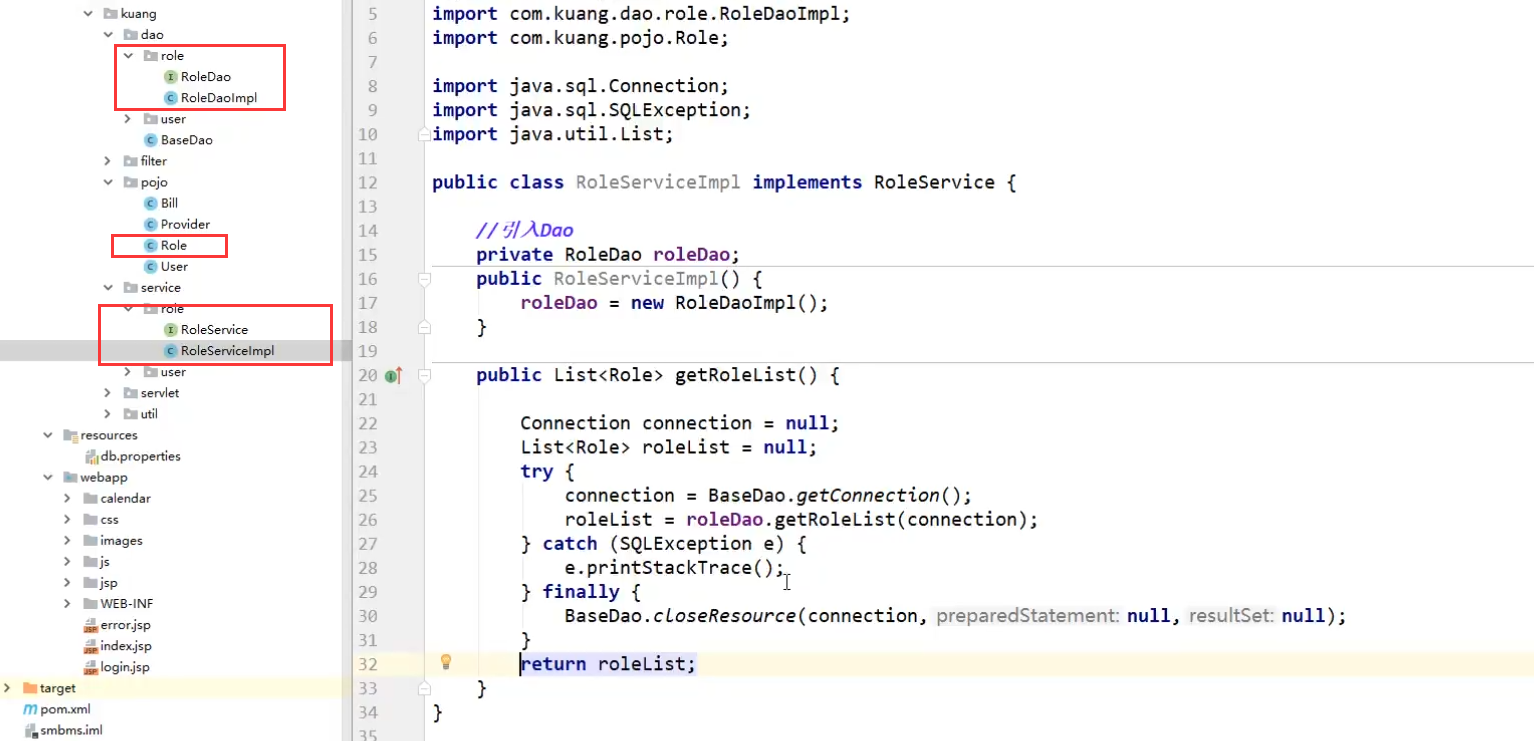 kuang
dao
role
RoleDao
RoleDaoImpl
user
BaseDao
filter
pojo
Bill
Provider
Role
User
service
role
RoleService
RoleServiceImpl
user
servlet
util
resources
db.properties
webapp
calendar
css
images
js
jsp
WEB-INF
error.jsp
index.jsp
login.jsp
target
pom.xml
smbms.iml
5 import com.kuang.dao.role.RoleDaoImpl;
6 import com.kuang.pojo.Role;
7
8 import java.sql.Connection;
9 import java.sql.SQLException;
10 import java.util.List;
11
12 public class RoleServiceImpl implements RoleService {
13
14 //引入Dao
15 private RoleDao roleDao;
16 public RoleServiceImpl() {
17 roleDao = new RoleDaoImpl();
18 }
19
20 public List<Role> getRoleList() {
21
22 Connection connection = null;
23 List<Role> roleList = null;
24 try {
25 connection = BaseDao.getConnection();
26 roleList = roleDao.getRoleList(connection);
27 } catch (SQLException e) {
28 e.printStackTrace();
29 } finally {
30 BaseDao.closeResource(connection, preparedStatement: null, resultSet: null);
31 }
32 return roleList;
33 }
34 }
35